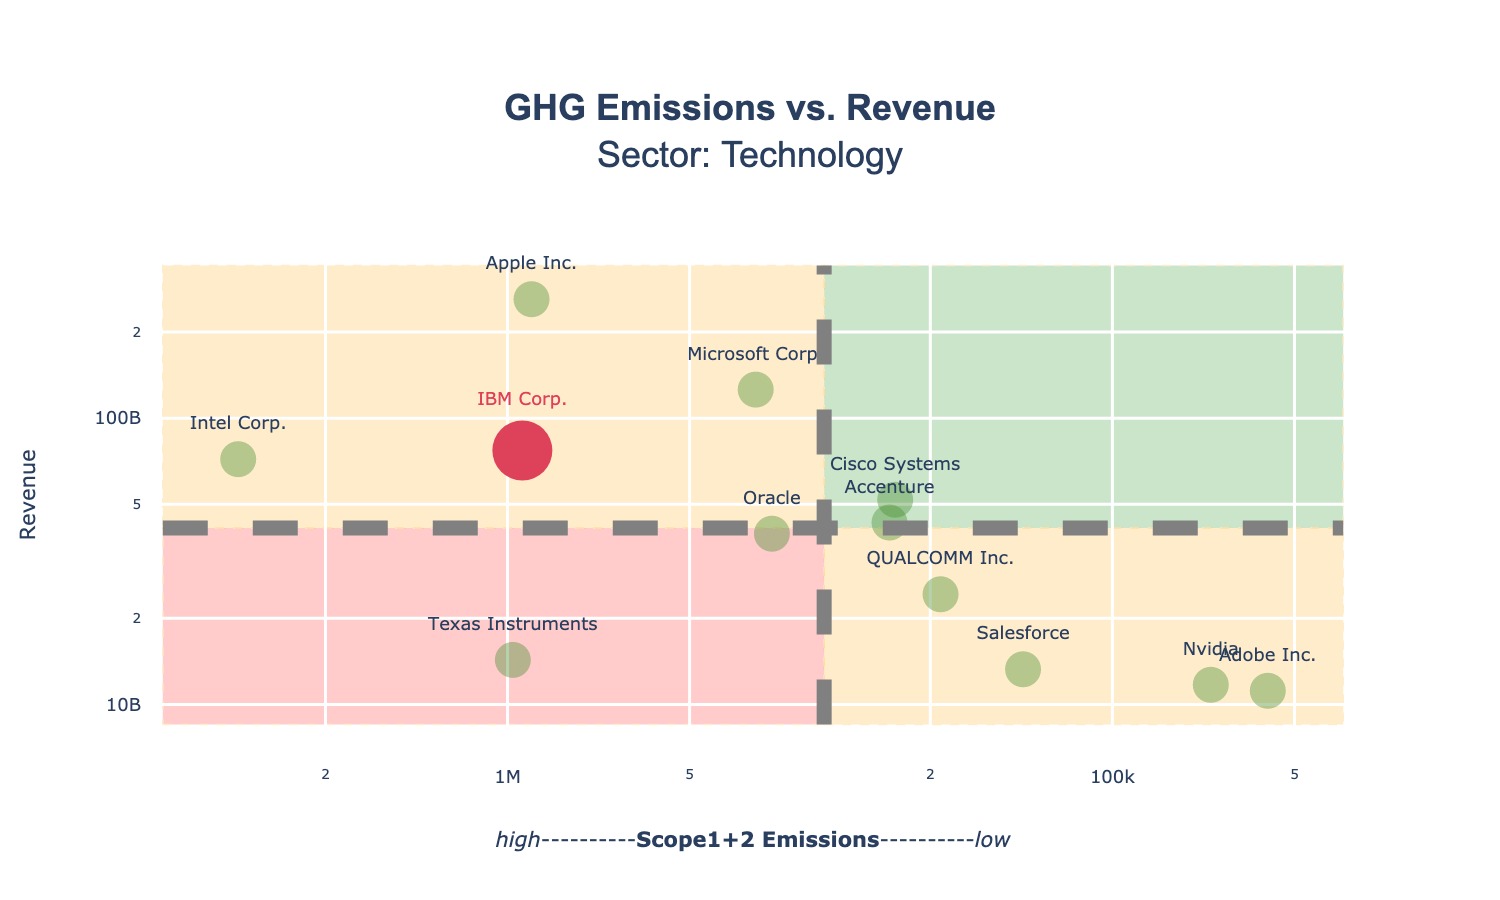 GHG Emissions vs. Revenue
Sector: Technology
Apple Inc.
2
Microsoft Corp
IBM Corp.
100B
Intel Corp.
Cisco Systems
Accenture
5
Oracle
Revenue
QUALCOMM Inc.
2
Texas Instruments
Salesforce
Nvidia
Adobe Inc.
10B
2
1M
5
2
100k
5
high----------Scope1+2 Emissions----------low